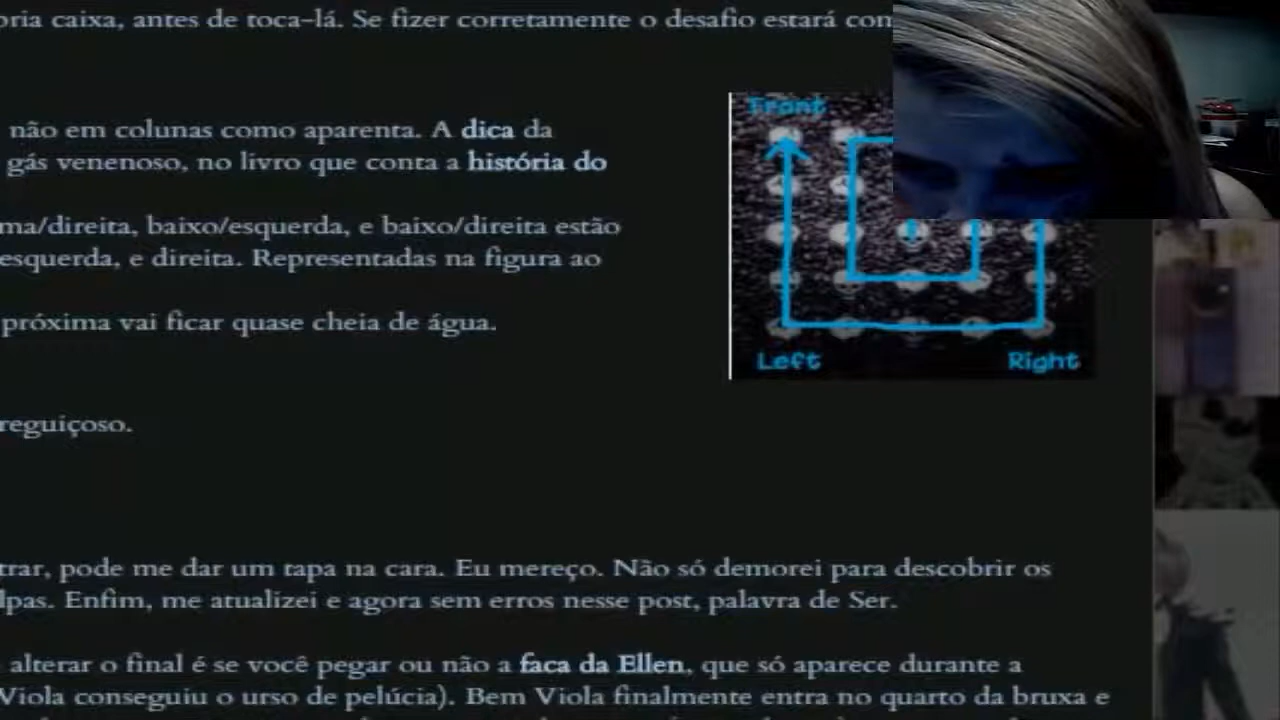 pria caixa, antes de toca-lá. Se fizer corretamente o desafio estará com
não em colunas como aparenta. A dica da
gás venenoso, no livro que conta a história do
ma/direita, baixo/esquerda, e baixo/direita estão
esquerda, e direita. Representadas na figura ao
próxima vai ficar quase cheia de água.
Front
Left
Right
reguiçoso.
trar, pode me dar um tapa na cara. Eu mereço. Não só demorei para descobrir os
lpas. Enfim, me atualizei e agora sem erros nesse post, palavra de Ser.
alterar o final é se você pegar ou não a faca da Ellen, que só aparece durante a
Viola conseguiu o urso de pelúcia). Bem Viola finalmente entra no quarto da bruxa e